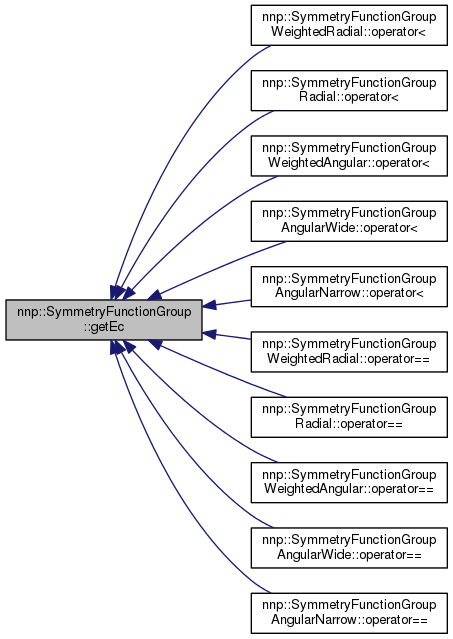 nnp::SymmetryFunctionGroup
WeightedRadial::operator<
nnp::SymmetryFunctionGroup
Radial::operator<
nnp::SymmetryFunctionGroup
WeightedAngular::operator<
nnp::SymmetryFunctionGroup
AngularWide::operator<
nnp::SymmetryFunctionGroup
AngularNarrow::operator<
nnp::SymmetryFunctionGroup
::getEc
nnp::SymmetryFunctionGroup
WeightedRadial::operator==
nnp::SymmetryFunctionGroup
Radial::operator==
nnp::SymmetryFunctionGroup
WeightedAngular::operator==
nnp::SymmetryFunctionGroup
AngularWide::operator==
nnp::SymmetryFunctionGroup
AngularNarrow::operator==